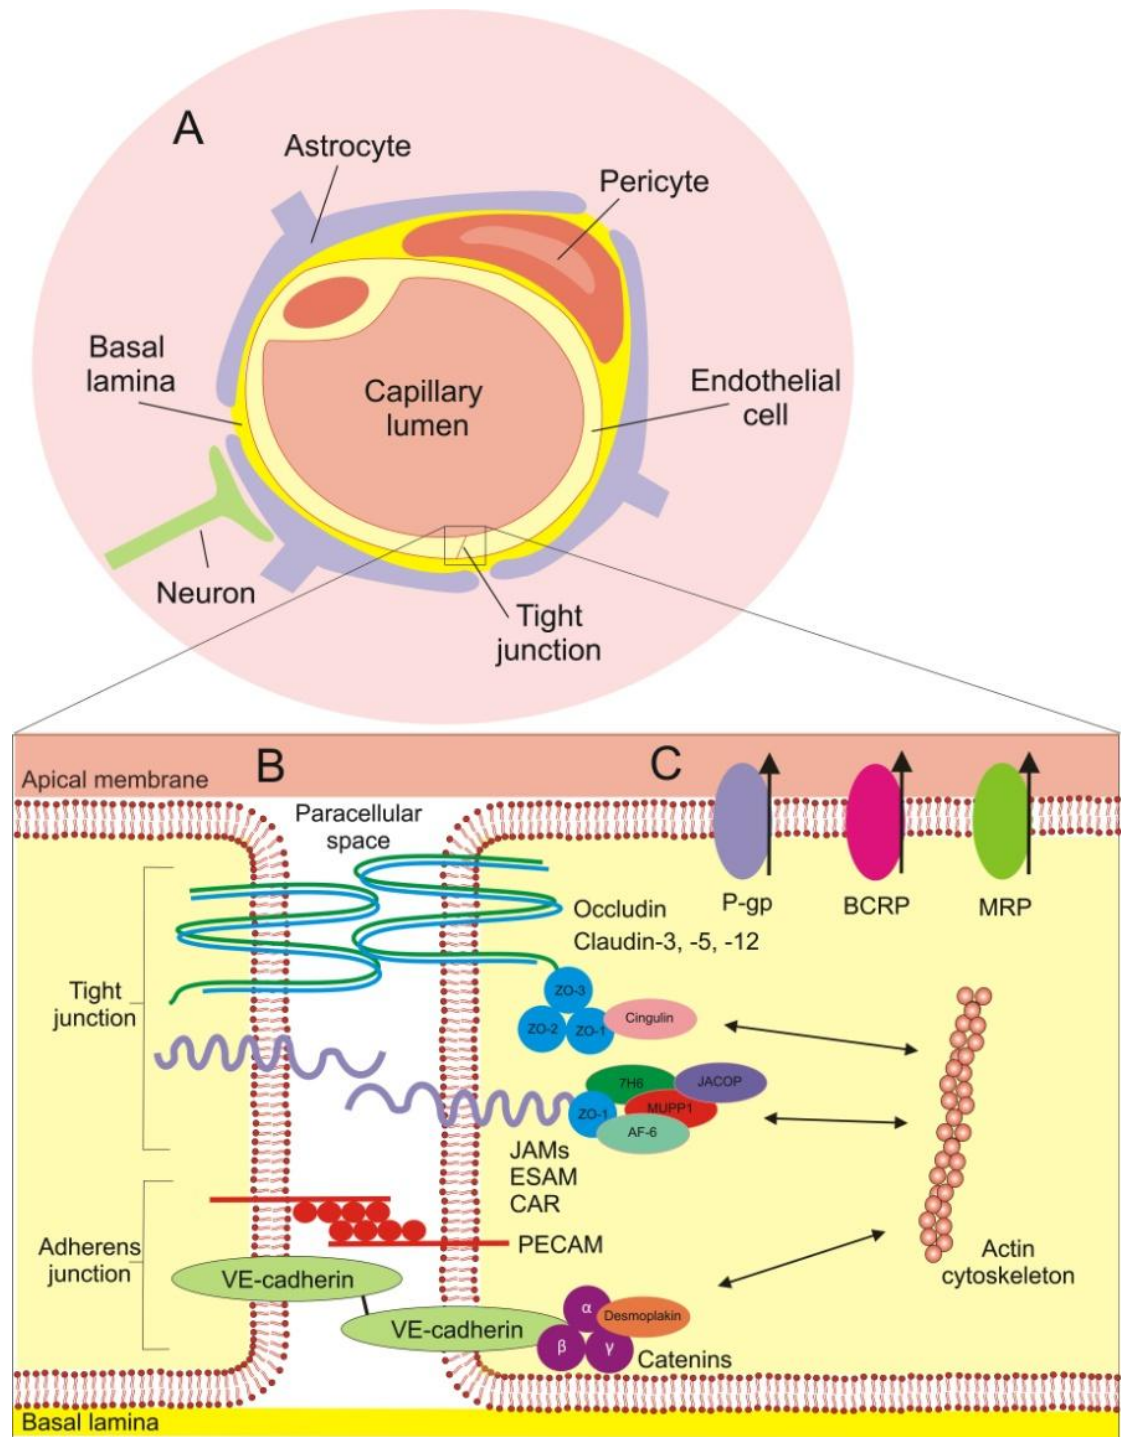 A
Astrocyte
Pericyte
Basal
lamina
Capillary
lumen
Endothelial
cell
Neuron
Tight
junction
Apical membrane
B
C
Paracellular
space
P-gp
BCRP
MRP
Occludin
Claudin-3, -5, -12
Tight
junction
ZO-3
ZO-2
ZO-1
Cingulin
7H6
JACOP
ZO-1
MUPP1
AF-6
JAMs
ESAM
CAR
Adherens
junction
PECAM
VE-cadherin
VE-cadherin
Actin
cytoskeleton
α
Desmoplakin
β
γ
Catenins
Basal lamina